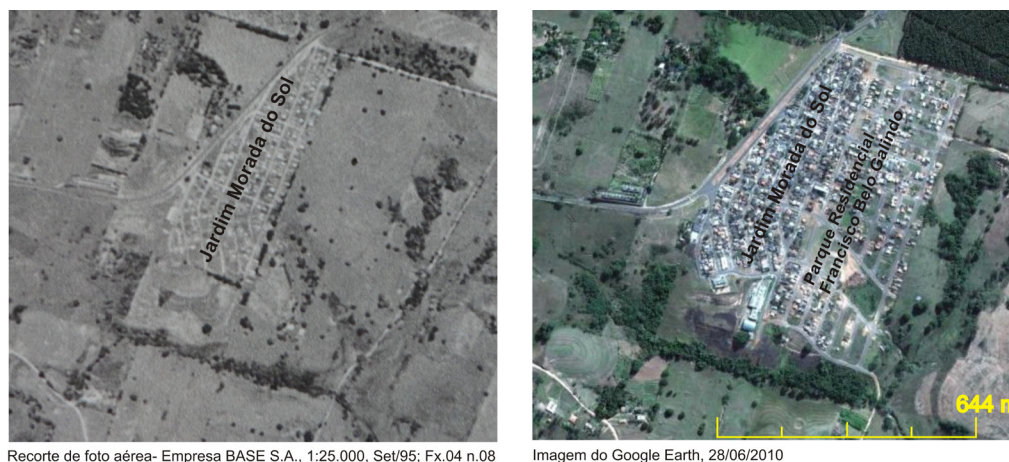 Jardim Morada do Sol
Recorte de foto aérea- Empresa BASE S.A., 1:25.000, Set/95; Fx.04 n.08
Jardim Morada do Sol
Parque Residencial
Francisco Belo Galindo
644 m
Imagem do Google Earth, 28/06/2010